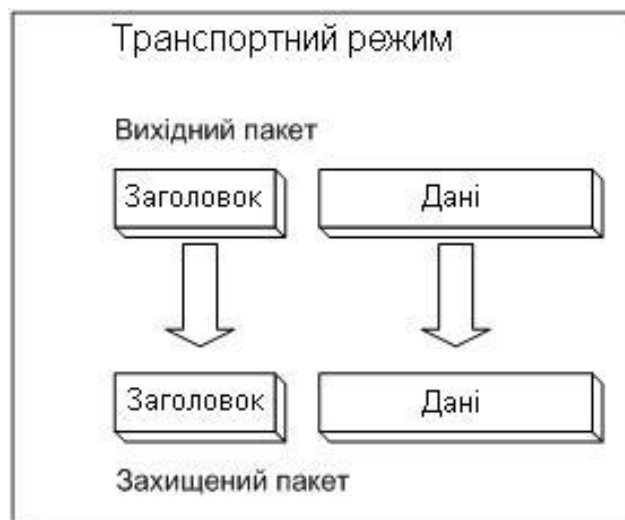 Транспортний режим
Вихідний пакет
Заголовок Дані
Заголовок Дані
Захищений пакет